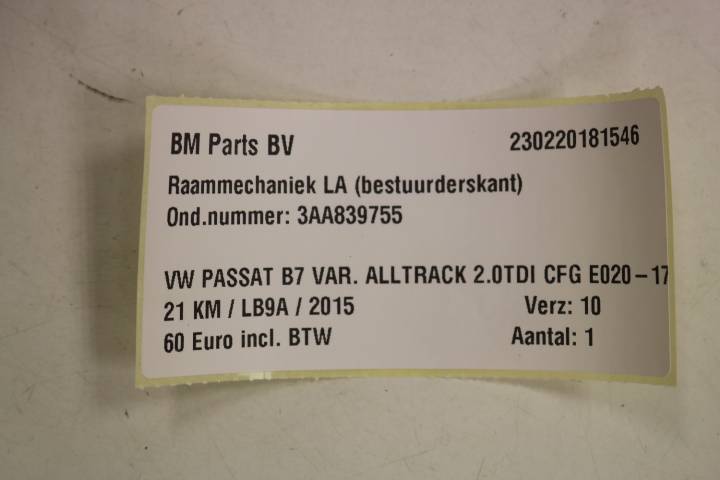 BM Parts BV 230220181546
Raammechaniek LA (bestuurderskant)
Ond.nummer: 3AA839755
VW PASSAT B7 VAR. ALLTRACK 2.0TDI CFG E020-17
21 KM / LB9A / 2015 Verz: 10
60 Euro incl. BTW Aantal: 1